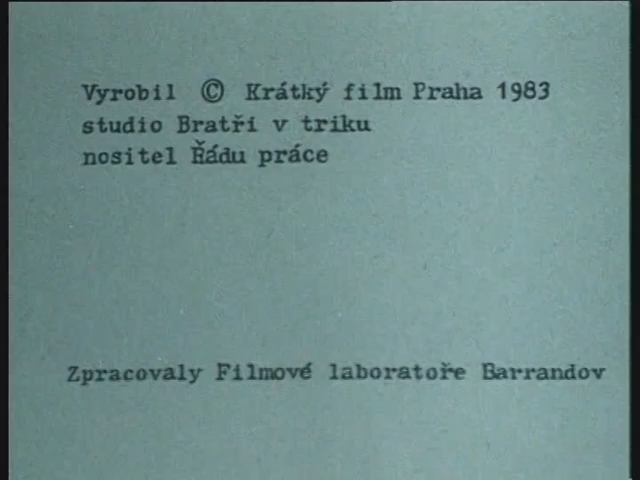 Vyrobil © Krátký film Praha 1983
studio Bratři v triku
nositel Řádu práce
Zpracovaly Filmové laboratoře Barrandov